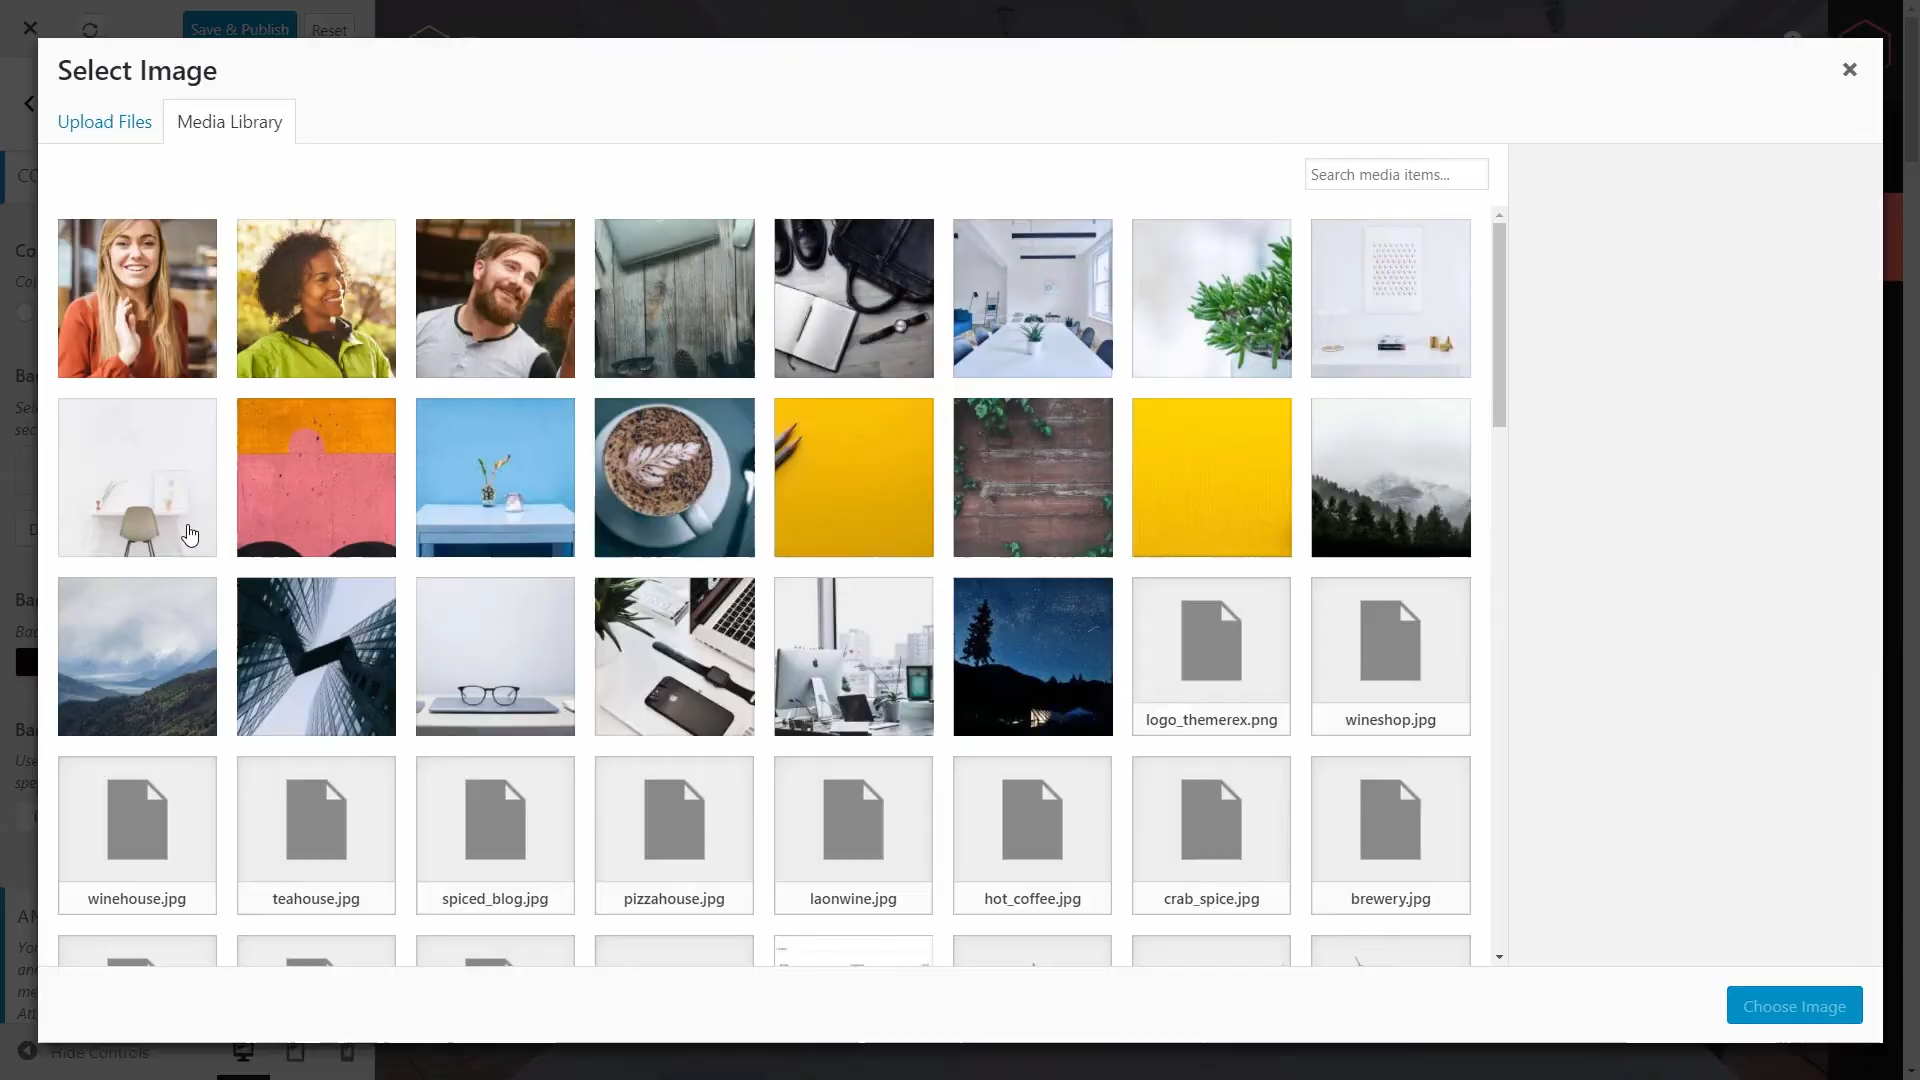 Save & Publish
Reset
Select Image
Upload Files
Media Library
Search media items...
logo_themerex.png
wineshop.jpg
winehouse.jpg
teahouse.jpg
spiced_blog.jpg
pizzahouse.jpg
laonwine.jpg
hot_coffee.jpg
crab_spice.jpg
brewery.jpg
Choose Image
Hide Controls